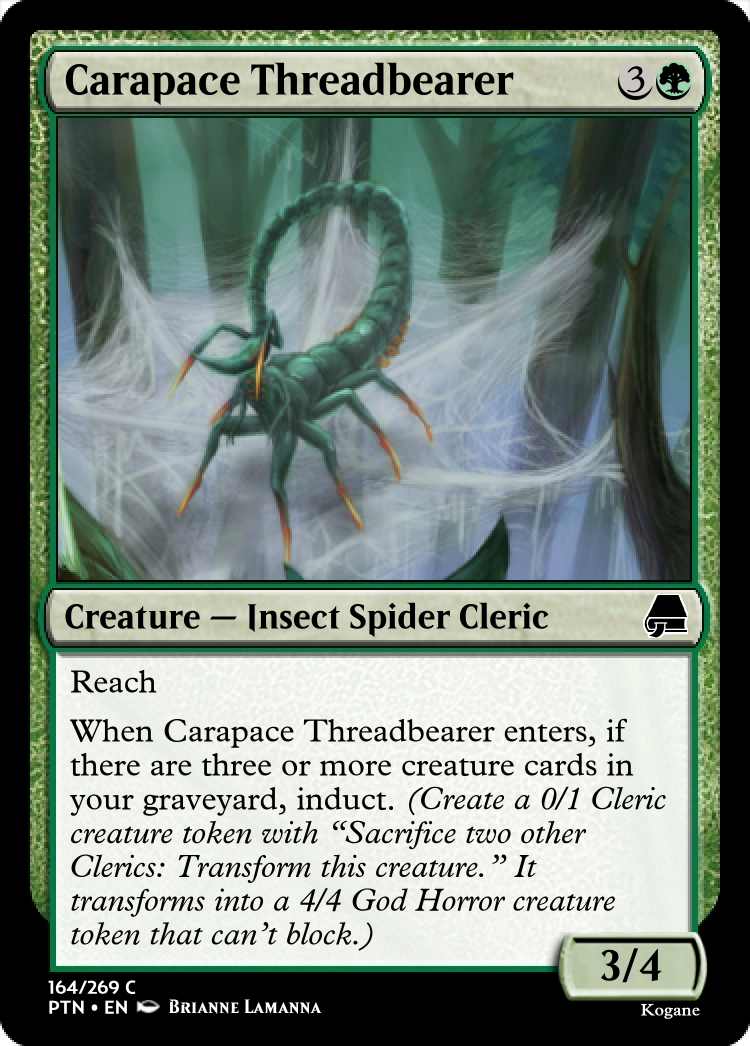 Carapace Threadbearer 3
Creature — Insect Spider Cleric
Reach
When Carapace Threadbearer enters, if
there are three or more creature cards in
your graveyard, induct. (Create a 0/1 Cleric
creature token with “Sacrifice two other
Clerics: Transform this creature.” It
transforms into a 4/4 God Horror creature
token that can’t block.)
3/4
164/269 C
PTN • EN Brianne Lamanna
Kogane